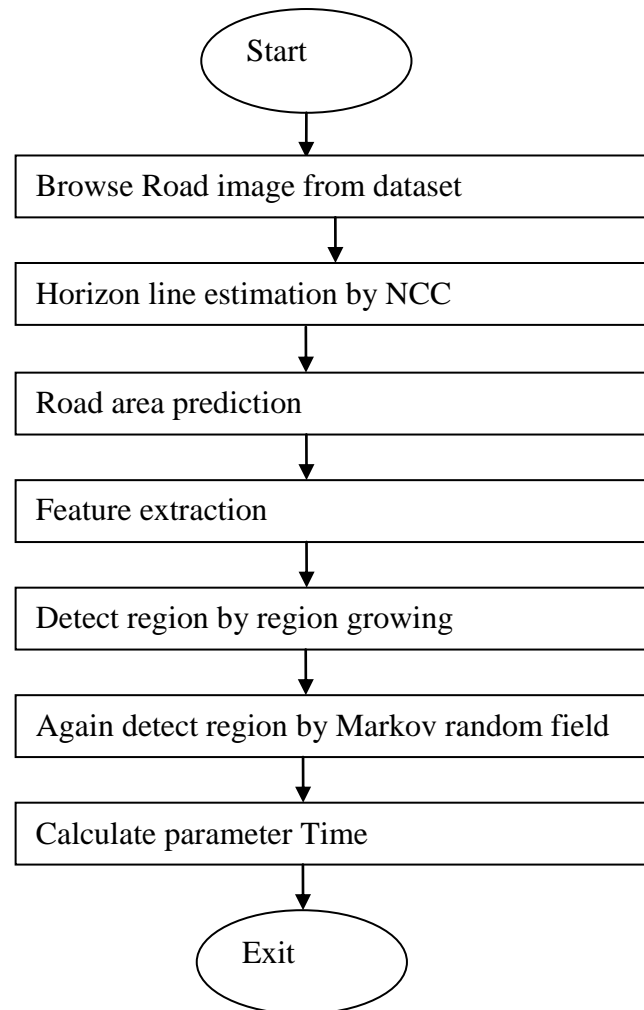 Start
Browse Road image from dataset
Horizon line estimation by NCC
Road area prediction
Feature extraction
Detect region by region growing
Again detect region by Markov random field
Calculate parameter Time
Exit